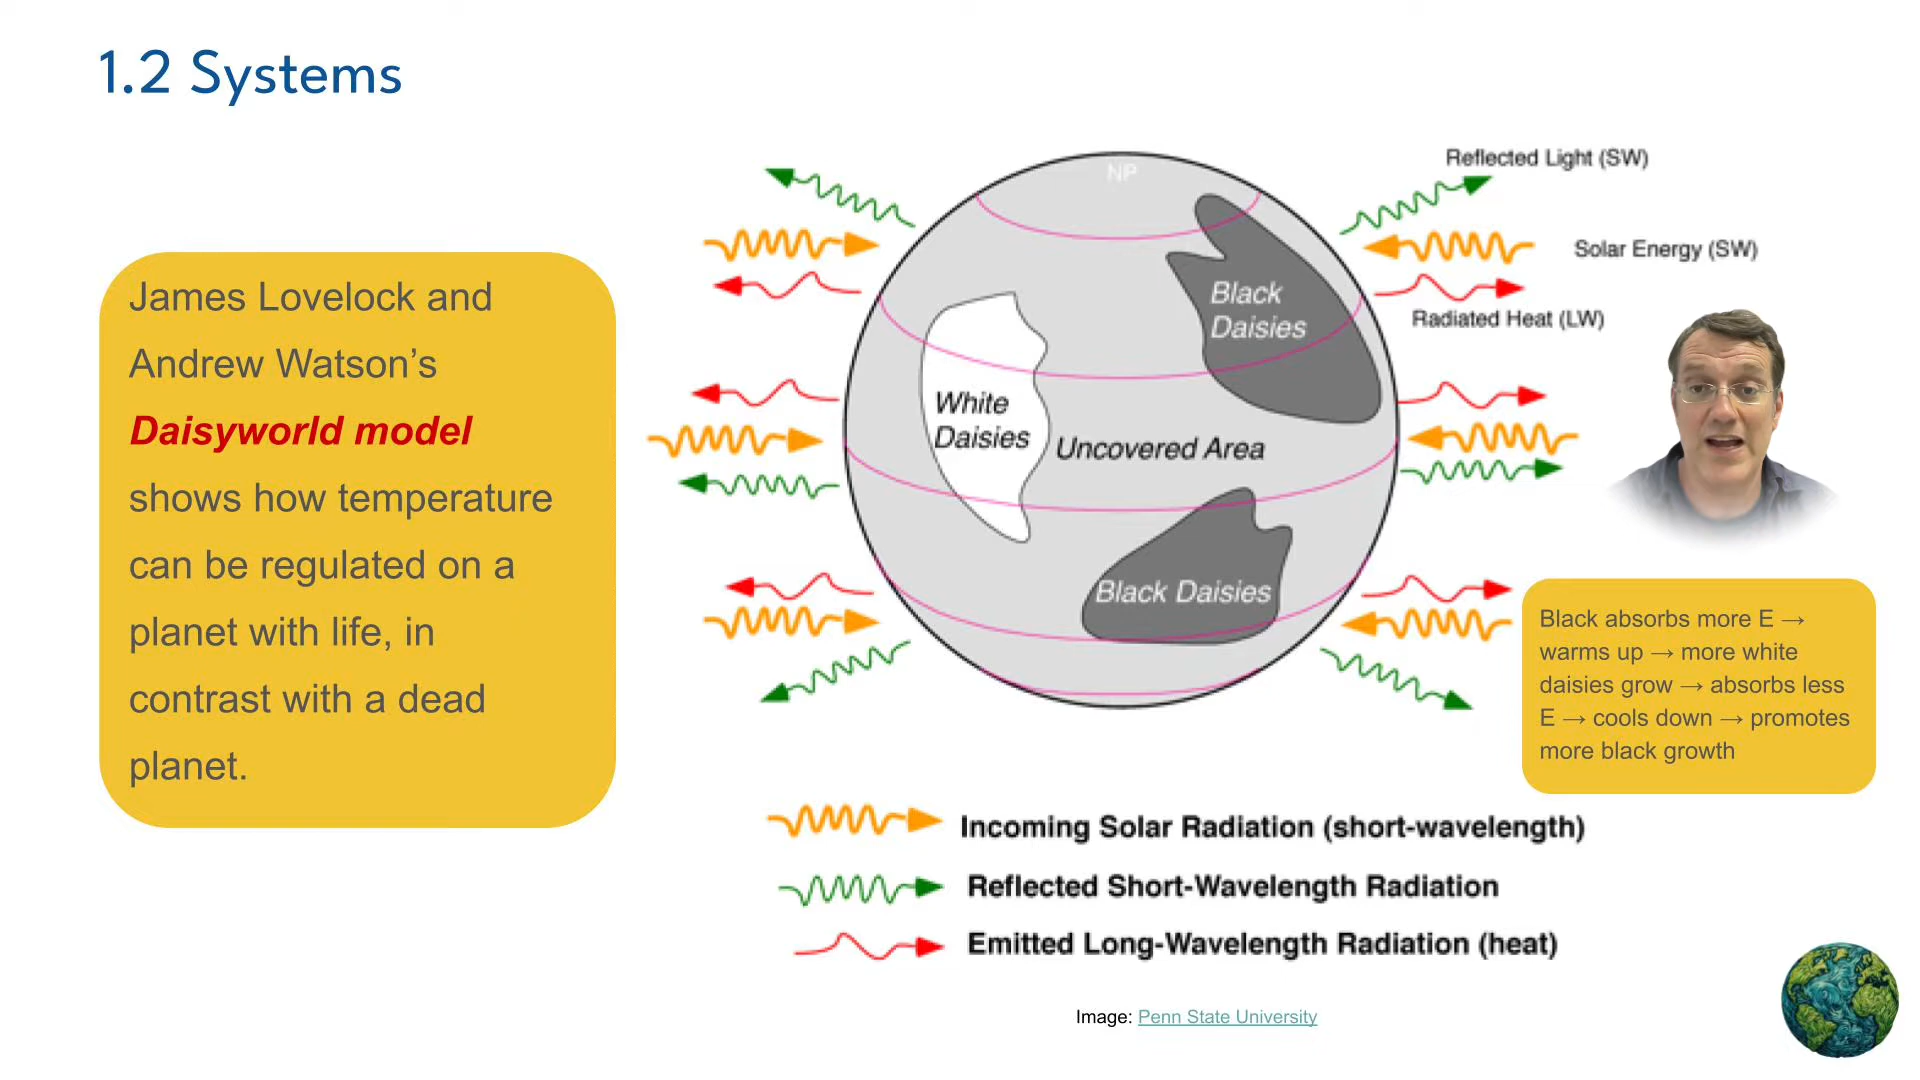 1.2 Systems
James Lovelock and
Andrew Watson’s
Daisyworld model
shows how temperature
can be regulated on a
planet with life, in
contrast with a dead
planet.
NP
Reflected Light (SW)
Solar Energy (SW)
Radiated Heat (LW)
Black
Daisies
White
Daisies
Uncovered Area
Black Daisies
Black absorbs more E →
warms up → more white
daisies grow → absorbs less
E → cools down → promotes
more black growth
Incoming Solar Radiation (short-wavelength)
Reflected Short-Wavelength Radiation
Emitted Long-Wavelength Radiation (heat)
Image: Penn State University